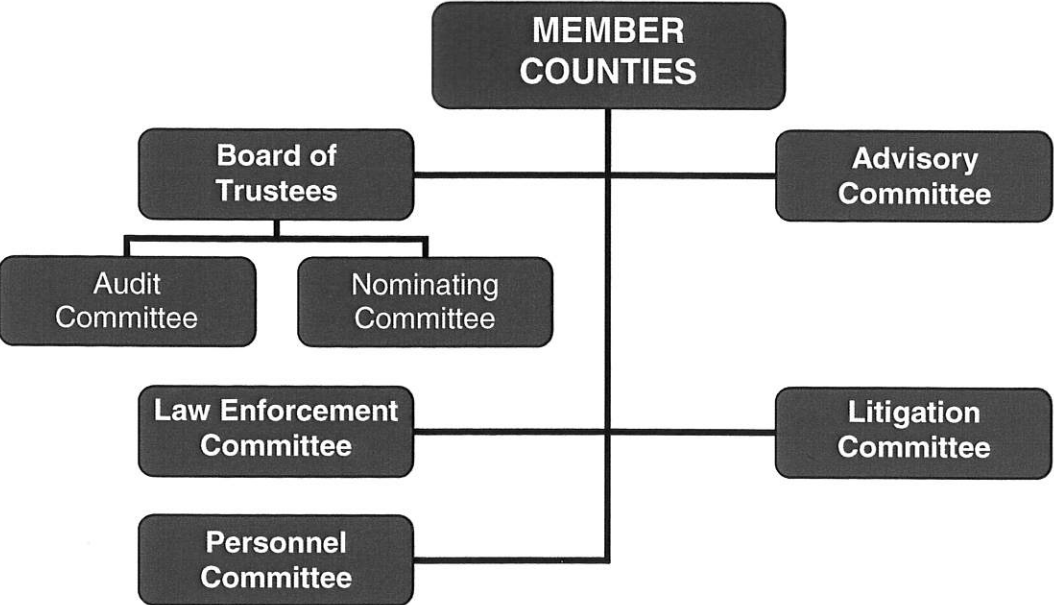 MEMBER
COUNTIES
Board of
Trustees
Advisory
Committee
Audit
Committee
Nominating
Committee
Law Enforcement
Committee
Litigation
Committee
Personnel
Committee